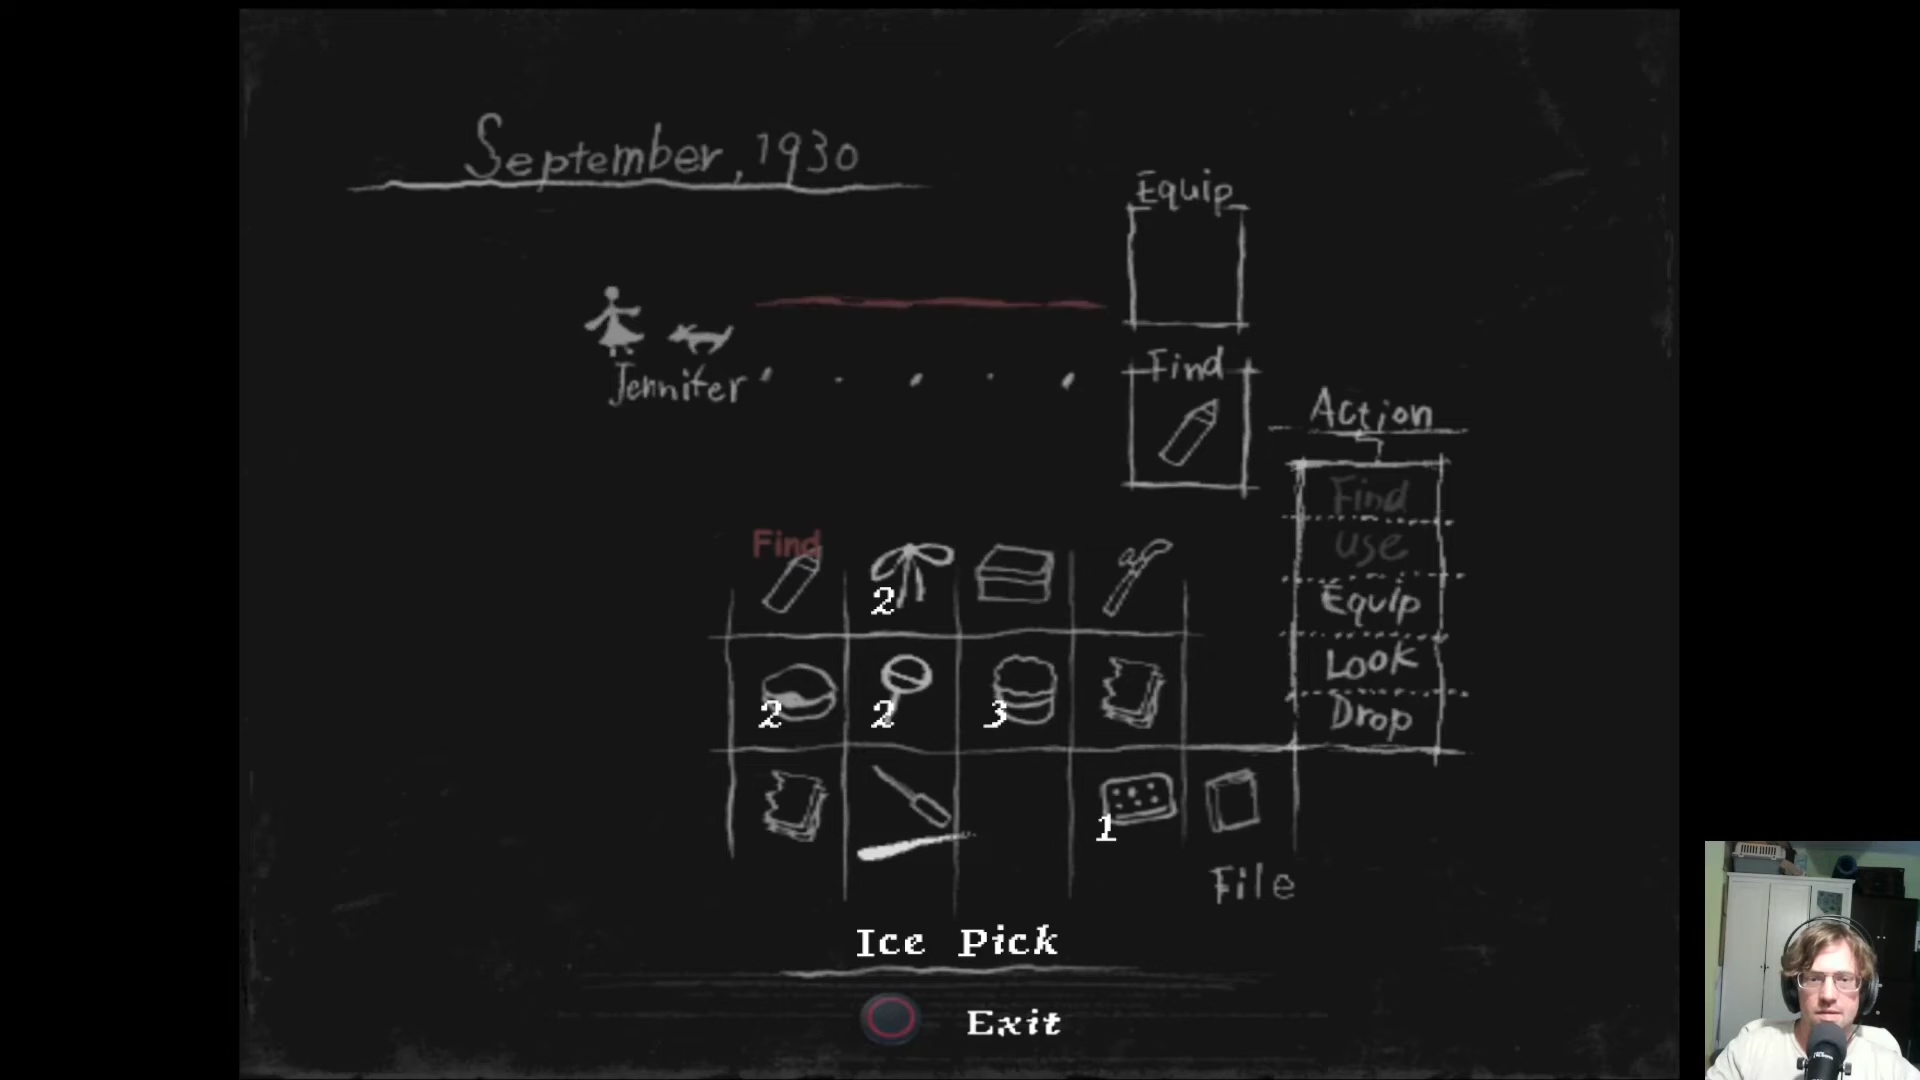 September, 1930
Equip
Jennifer
Find
Action
Find
Use
Equip
Look
Drop
Find
2
2
2
3
1
File
Ice Pick
Exit